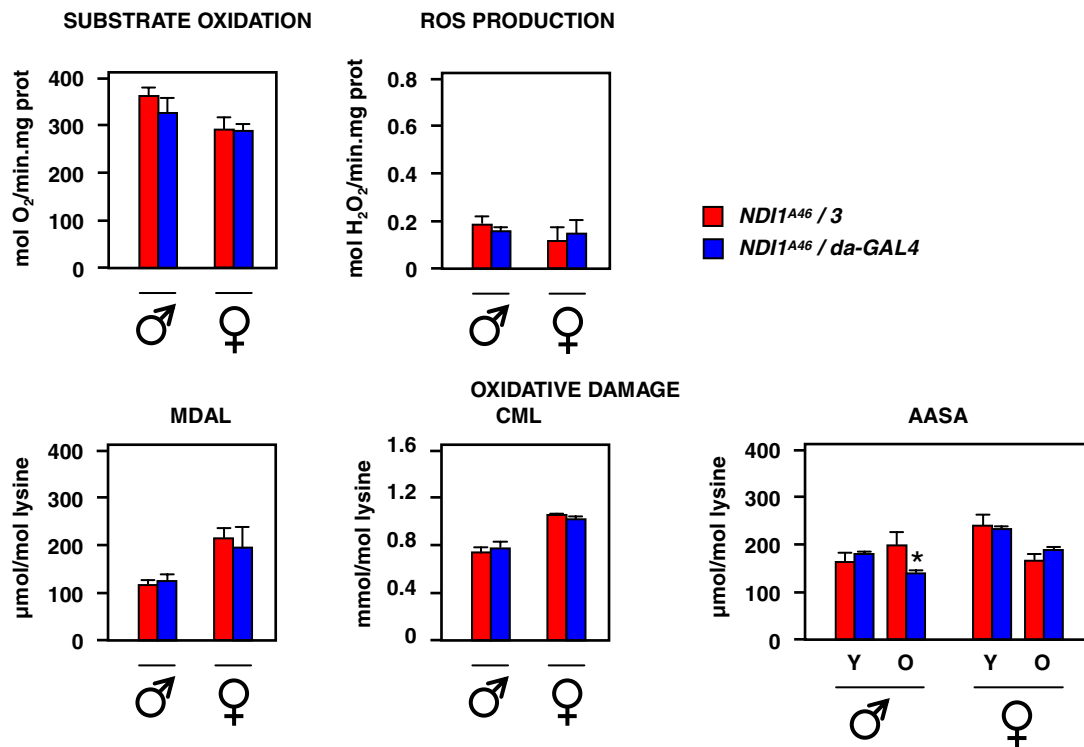 SUBSTRATE OXIDATION
mol O₂/min.mg prot
400
300
200
100
0
♂ ♀
ROS PRODUCTION
mol H₂O₂/min.mg prot
0.8
0.6
0.4
0.2
0
♂ ♀
NDI1ᴬ⁴⁶ / 3
NDI1ᴬ⁴⁶ / da-GAL4
OXIDATIVE DAMAGE
MDAL
µmol/mol lysine
400
300
200
100
0
♂ ♀
CML
mmol/mol lysine
1.6
1.2
0.8
0.4
0
♂ ♀
AASA
µmol/mol lysine
400
300
200
100
0
*
Y O Y O
♂ ♀